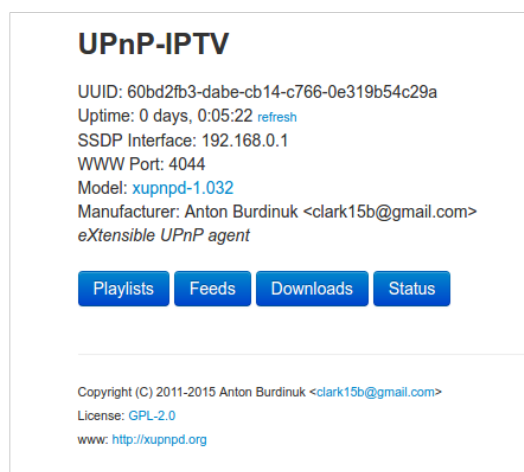 UPnP-IPTV
UUID: 60bd2fb3-dabe-cb14-c766-0e319b54c29a
Uptime: 0 days, 0:05:22 refresh
SSDP Interface: 192.168.0.1
WWW Port: 4044
Model: xupnpd-1.032
Manufacturer: Anton Burdinuk <clark15b@gmail.com>
eXtensible UPnP agent
Playlists Feeds Downloads Status
Copyright (C) 2011-2015 Anton Burdinuk <clark15b@gmail.com>
License: GPL-2.0
www: http://xupnpd.org